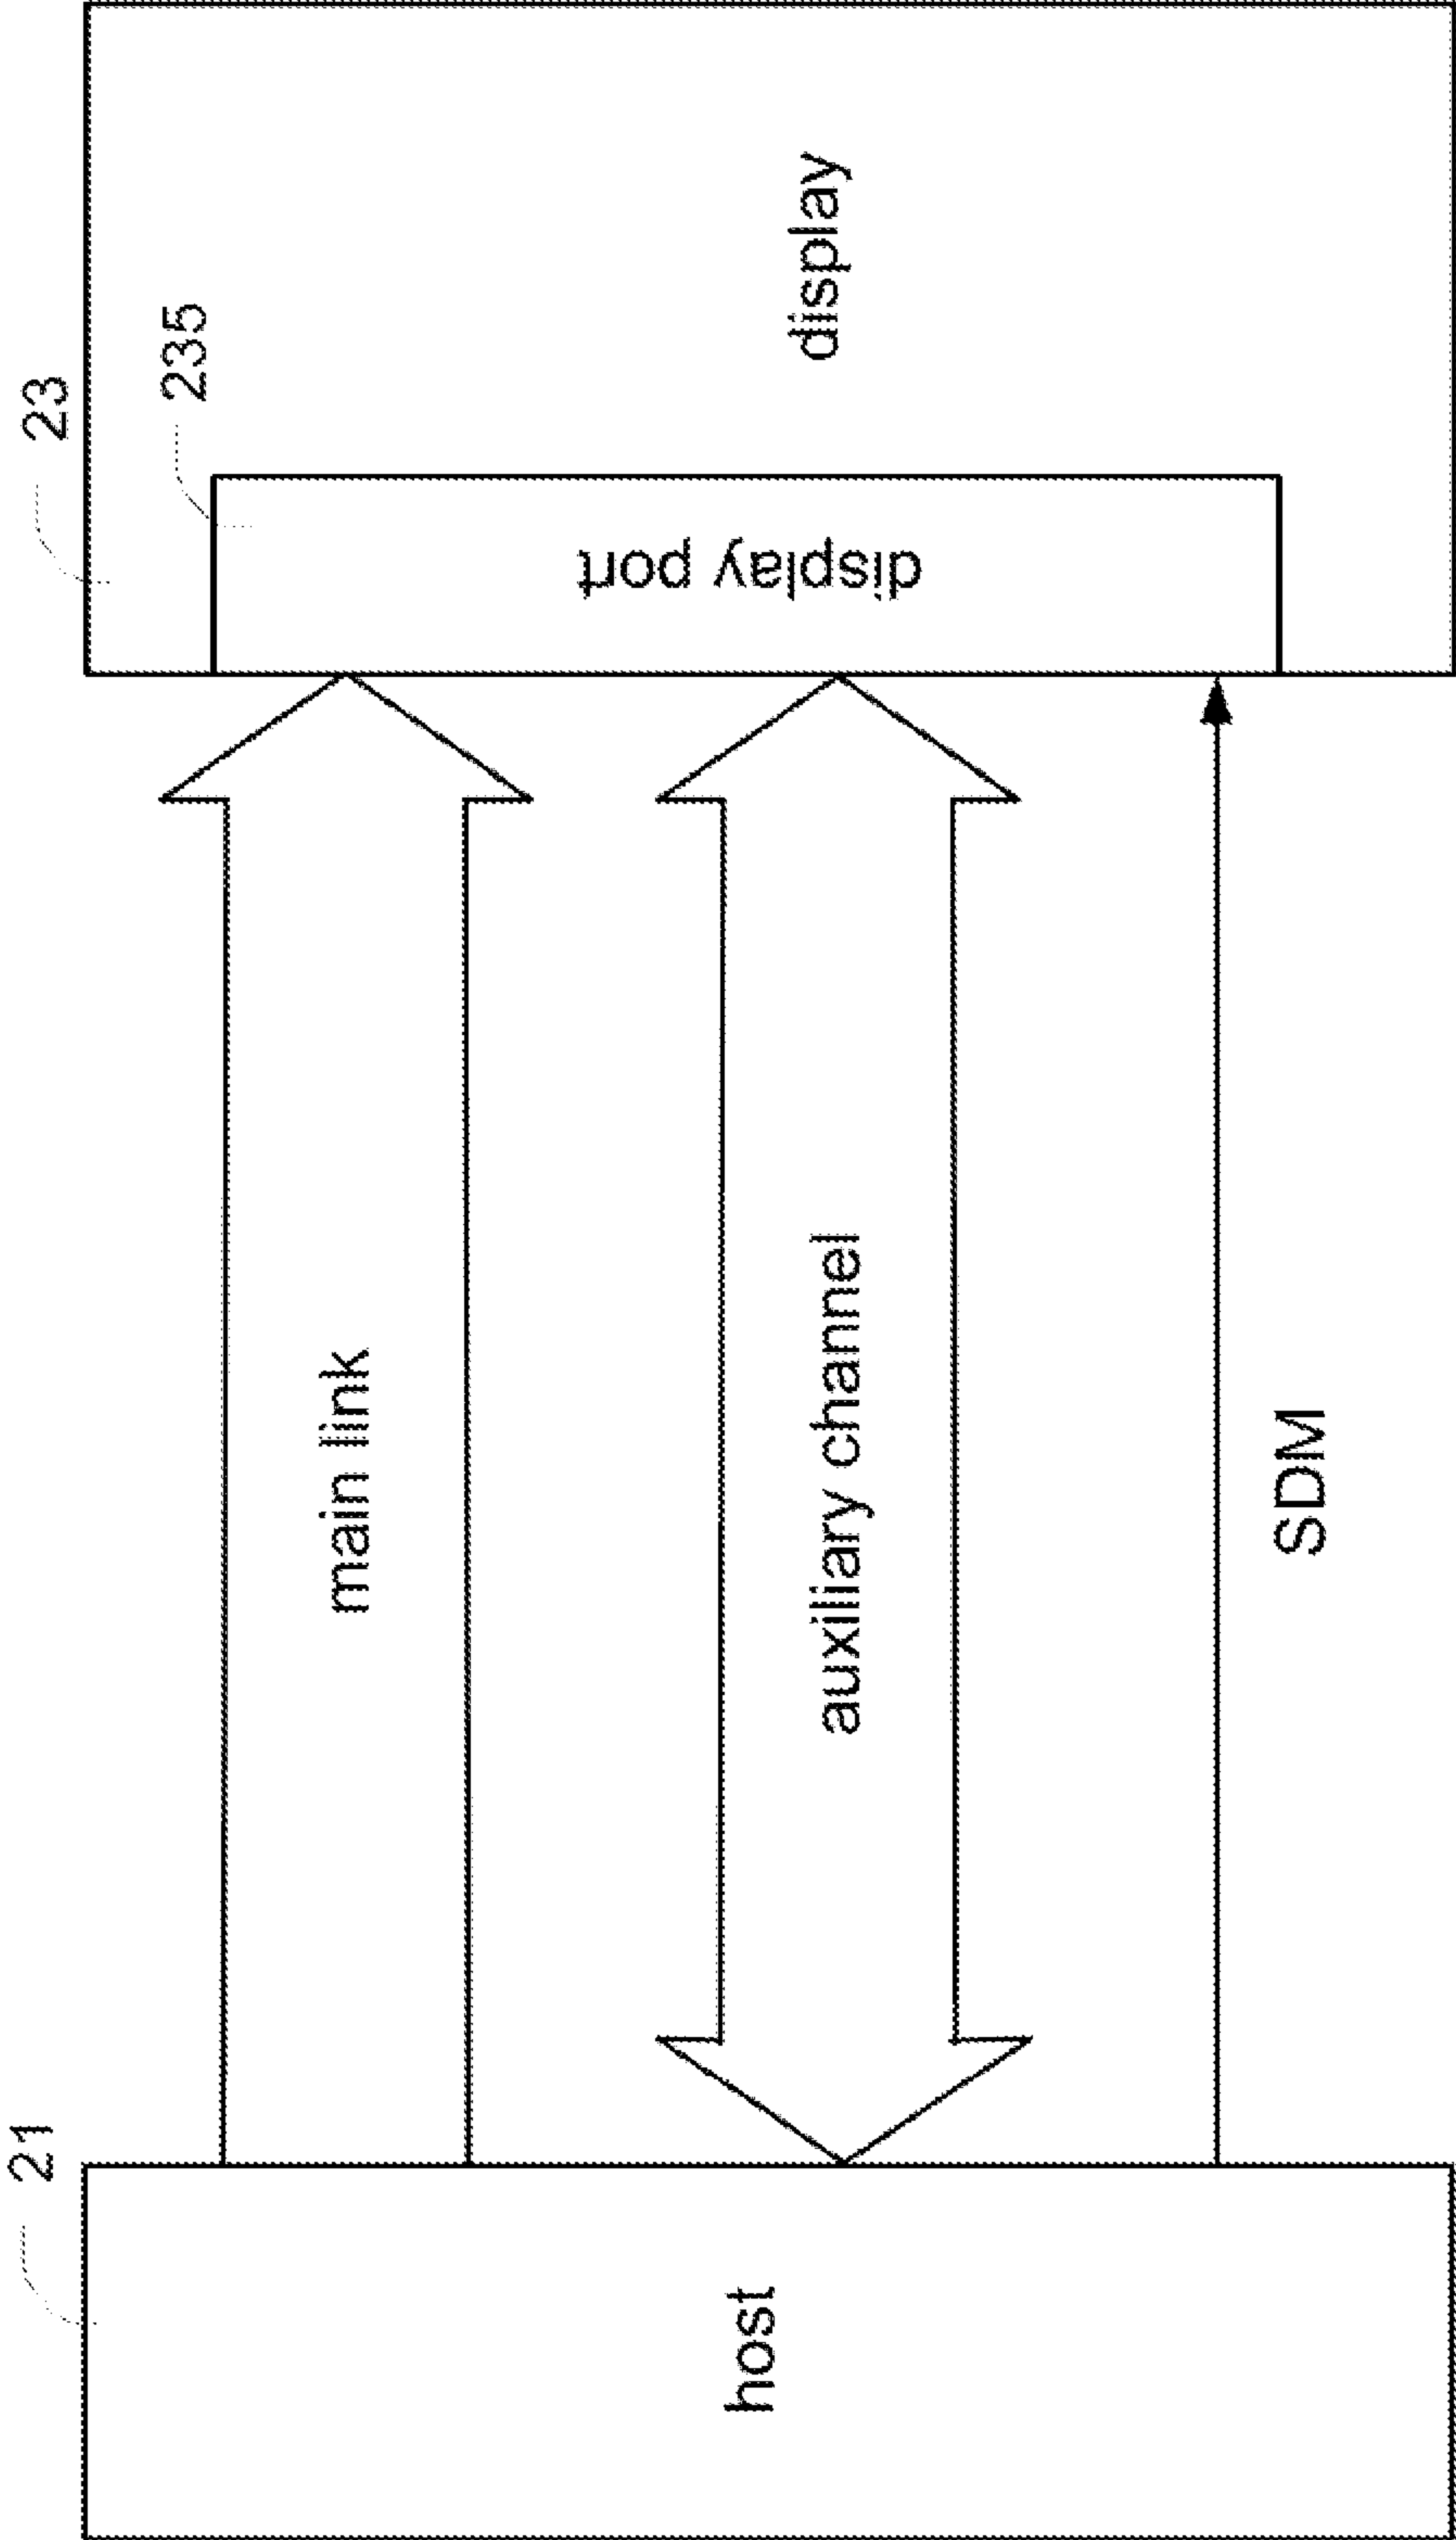 21
23
235
host
main link
auxiliary channel
SDM
display port
display